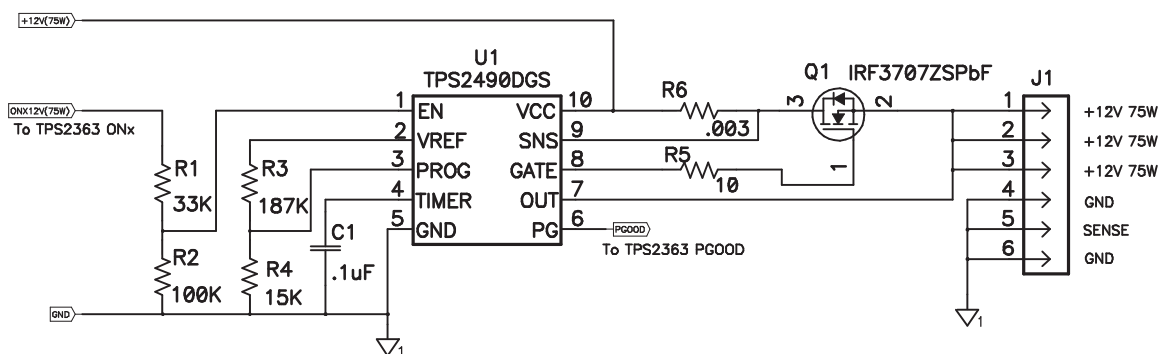 +12V(75W)
U1
TPS2490DGS
Q1 IRF3707ZSPbF
J1
ONX12V(75W)
To TPS2363 ONx
1 EN VCC 10
2 VREF SNS 9
3 PROG GATE 8
4 TIMER OUT 7
5 GND PG 6
R6
.003
R5
10
3 2
1
1 +12V 75W
2 +12V 75W
3 +12V 75W
4 GND
5 SENSE
6 GND
R1
33K
R3
187K
R2
100K
R4
15K
C1
.1uF
PGOOD
To TPS2363 PGOOD
GND
1
1